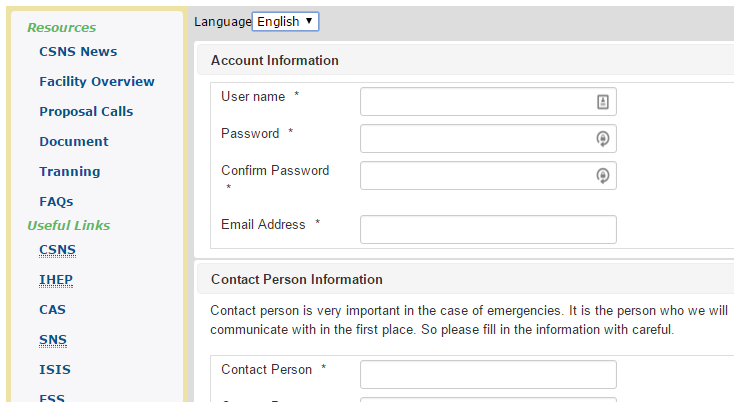 Resources
CSNS News
Facility Overview
Proposal Calls
Document
Tranning
FAQs
Useful Links
CSNS
IHEP
CAS
SNS
ISIS
ESS
Language English
Account Information
User name *
Password *
Confirm Password
*
Email Address *
Contact Person Information
Contact person is very important in the case of emergencies. It is the person who we will
communicate with in the first place. So please fill in the information with careful.
Contact Person *